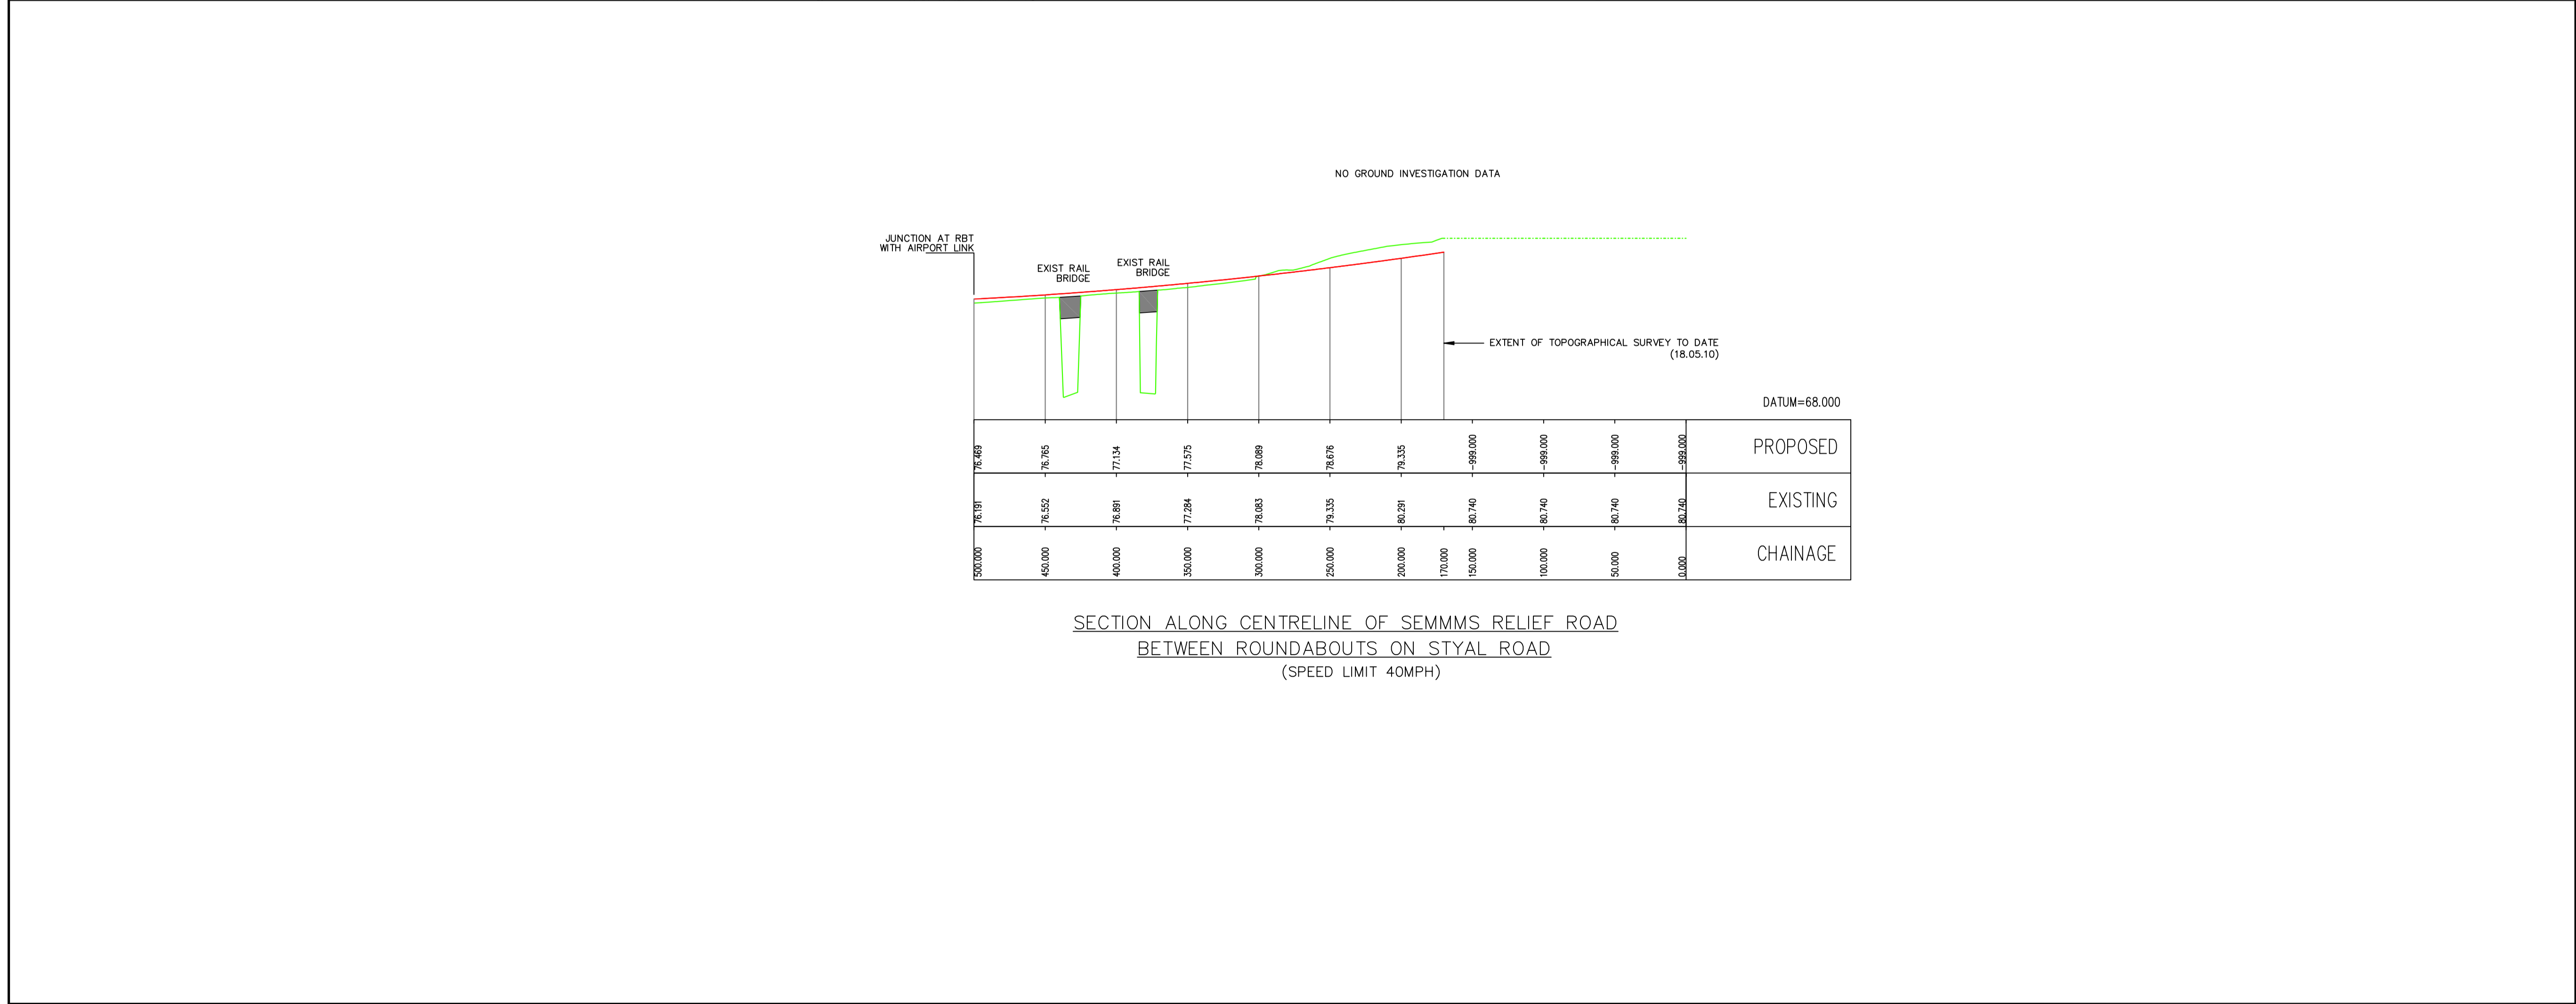 NO GROUND INVESTIGATION DATA
JUNCTION AT RBT
WITH AIRPORT LINK
EXIST RAIL
BRIDGE
EXIST RAIL
BRIDGE
EXTENT OF TOPOGRAPHICAL SURVEY TO DATE
(18.05.10)
DATUM=68.000
76.469 76.765 77.134 77.575 78.089 78.676 79.335 -999.000 -999.000 -999.000 -999.000 PROPOSED
76.191 76.552 76.891 77.284 78.083 79.335 80.291 80.740 80.740 80.740 80.740 EXISTING
500.000 450.000 400.000 350.000 300.000 250.000 200.000 170.000 150.000 100.000 50.000 0.000 CHAINAGE
SECTION ALONG CENTRELINE OF SEMMMS RELIEF ROAD
BETWEEN ROUNDABOUTS ON STYAL ROAD
(SPEED LIMIT 40MPH)